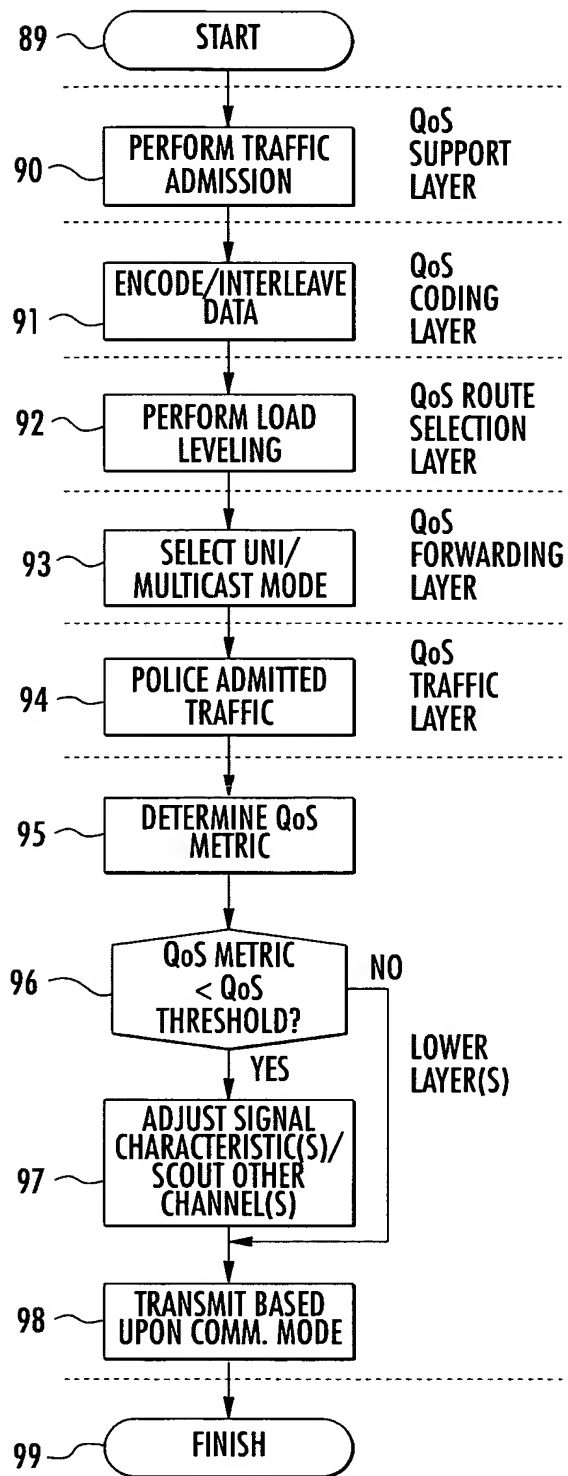 89
START
90
PERFORM TRAFFIC
ADMISSION
QoS
SUPPORT
LAYER
91
ENCODE/INTERLEAVE
DATA
QoS
CODING
LAYER
92
PERFORM LOAD
LEVELING
QoS ROUTE
SELECTION
LAYER
93
SELECT UNI/
MULTICAST MODE
QoS
FORWARDING
LAYER
94
POLICE ADMITTED
TRAFFIC
QoS
TRAFFIC
LAYER
95
DETERMINE QoS
METRIC
96
QoS METRIC
< QoS
THRESHOLD?
NO
YES
LOWER
LAYER(S)
97
ADJUST SIGNAL
CHARACTERISTIC(S)/
SCOUT OTHER
CHANNEL(S)
98
TRANSMIT BASED
UPON COMM. MODE
99
FINISH